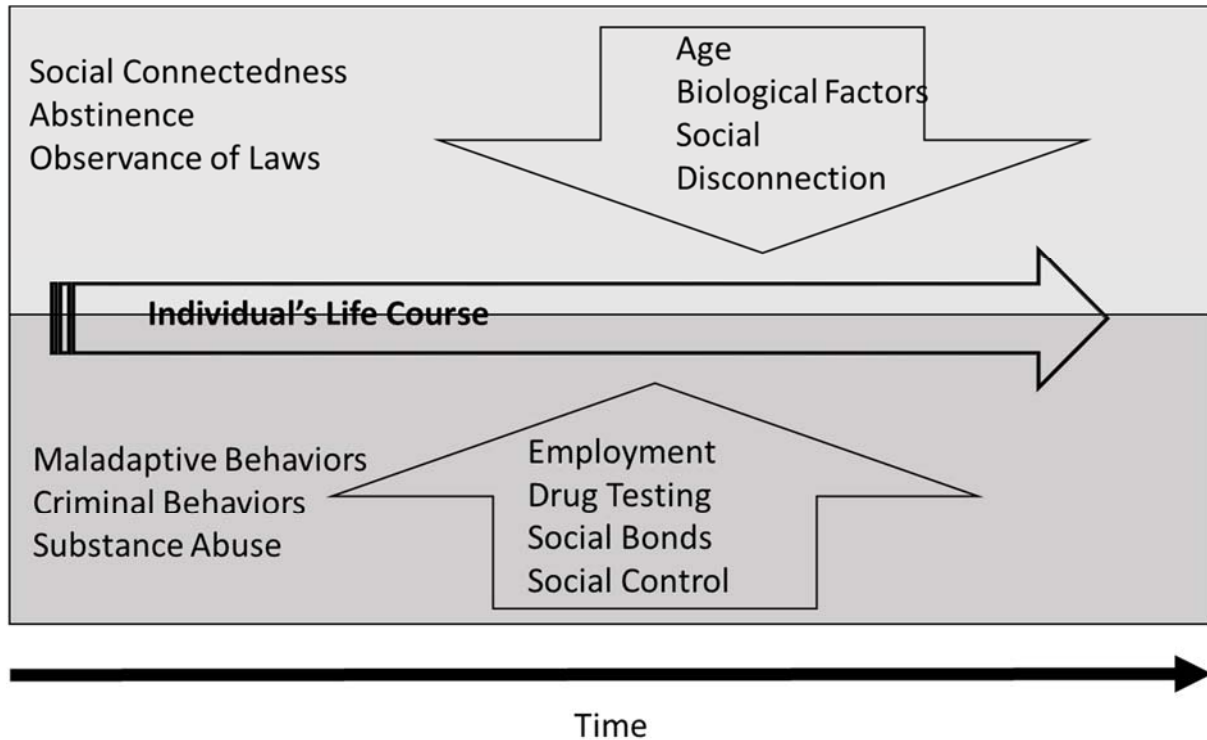 Social Connectedness
Abstinence
Observance of Laws
Age
Biological Factors
Social
Disconnection
Individual’s Life Course
Maladaptive Behaviors
Criminal Behaviors
Substance Abuse
Employment
Drug Testing
Social Bonds
Social Control
Time